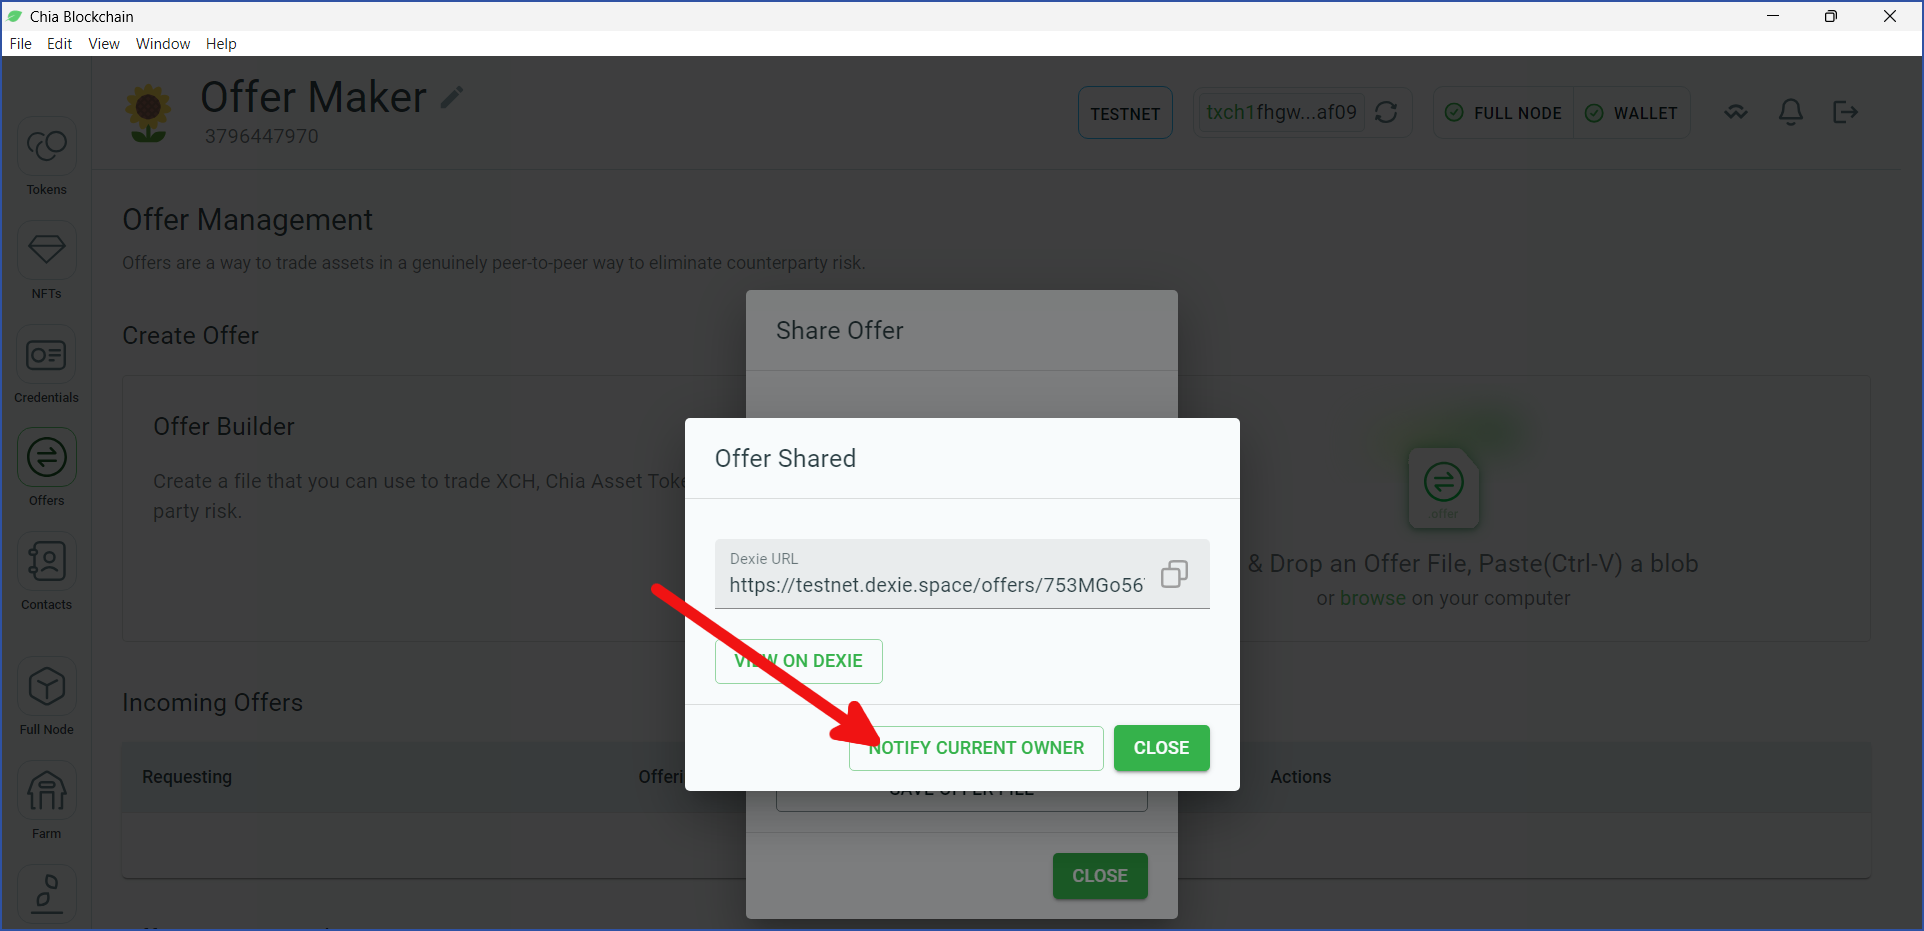 Chia Blockchain
File Edit View Window Help
Offer Maker
3796447970
TESTNET
txch1fhgw...af09
FULL NODE
WALLET
Tokens
NFTs
Credentials
Offers
Contacts
Full Node
Farm
Offer Management
Offers are a way to trade assets in a genuinely peer-to-peer way to eliminate counterparty risk.
Create Offer
Offer Builder
Create a file that you can use to trade XCH, Chia Asset
party risk.
offer
& Drop an Offer File, Paste(Ctrl-V) a blob
or browse on your computer
Incoming Offers
Requesting
Actions
Share Offer
Offer Shared
Dexie URL
https://testnet.dexie.space/offers/753MGo56
VIEW ON DEXIE
NOTIFY CURRENT OWNER
CLOSE
SAVE OFFER FILE
CLOSE